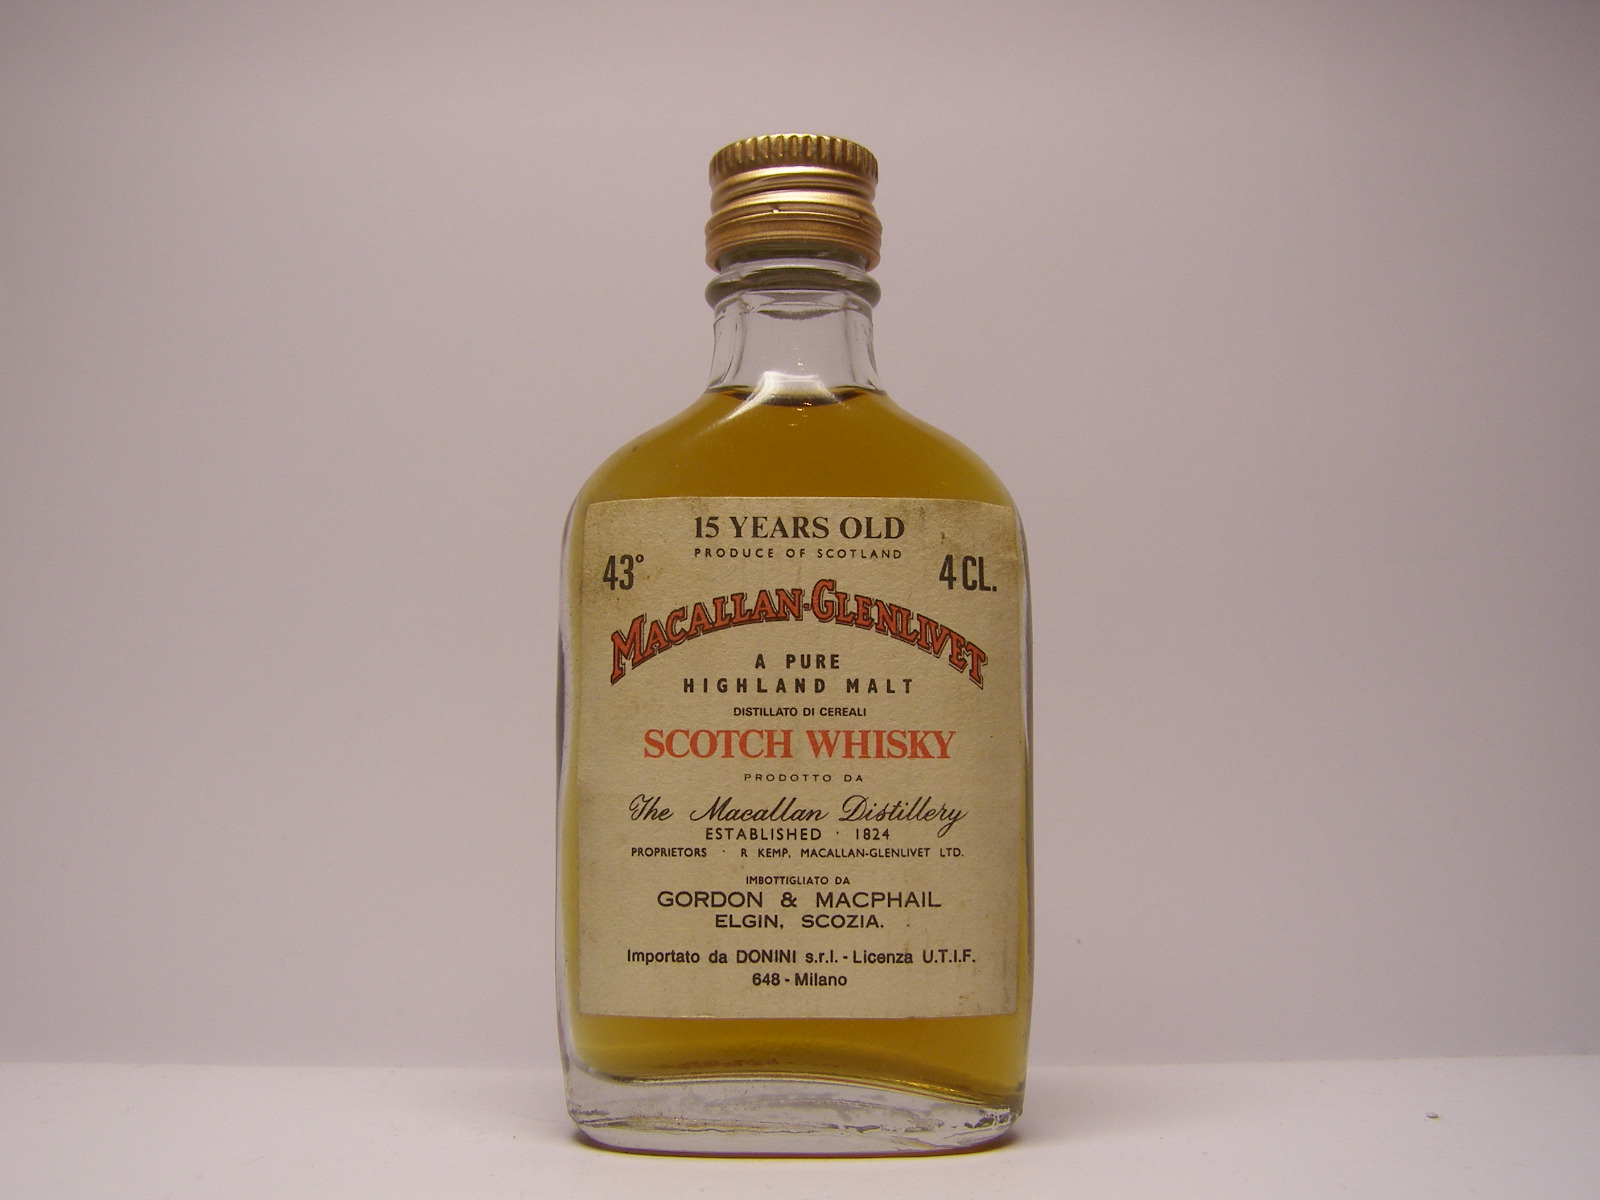 15 YEARS OLD
PRODUCE OF SCOTLAND
43° 4 CL.
MACALLAN-GLENLIVET
A PURE
HIGHLAND MALT
DISTILLATO DI CEREALI
SCOTCH WHISKY
PRODOTTO DA
The Macallan Distillery
ESTABLISHED · 1824
PROPRIETORS · R KEMP, MACALLAN-GLENLIVET LTD.
IMBOTTIGLIATO DA
GORDON & MACPHAIL
ELGIN, SCOZIA.
Importato da DONINI s.r.l. - Licenza U.T.I.F.
648 - Milano